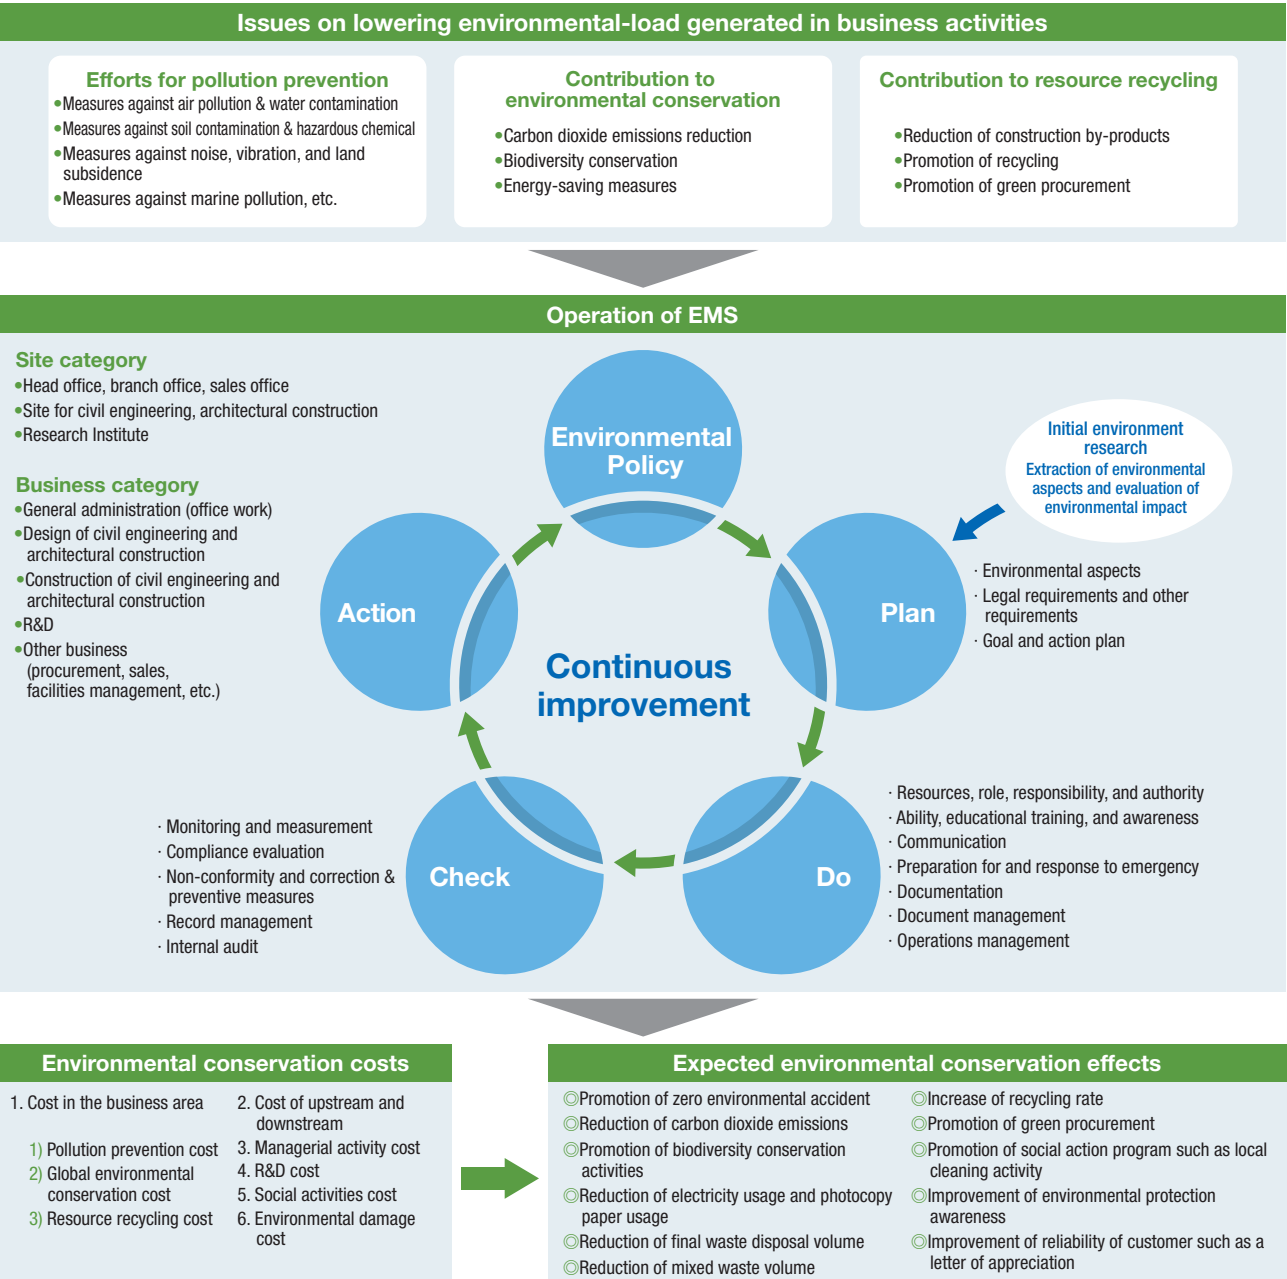 Issues on lowering environmental-load generated in business activities
Efforts for pollution prevention
•Measures against air pollution & water contamination
•Measures against soil contamination & hazardous chemical
•Measures against noise, vibration, and land
subsidence
•Measures against marine pollution, etc.
Contribution to
environmental conservation
•Carbon dioxide emissions reduction
•Biodiversity conservation
•Energy-saving measures
Contribution to resource recycling
•Reduction of construction by-products
•Promotion of recycling
•Promotion of green procurement
Operation of EMS
Site category
•Head office, branch office, sales office
•Site for civil engineering, architectural construction
•Research Institute
Business category
•General administration (office work)
•Design of civil engineering and
architectural construction
•Construction of civil engineering and
architectural construction
•R&D
•Other business
(procurement, sales,
facilities management, etc.)
Environmental
Policy
Initial environment
research
Extraction of environmental
aspects and evaluation of
environmental impact
Plan
· Environmental aspects
· Legal requirements and other
requirements
· Goal and action plan
Action
Continuous
improvement
Do
· Resources, role, responsibility, and authority
· Ability, educational training, and awareness
· Communication
· Preparation for and response to emergency
· Documentation
· Document management
· Operations management
Check
· Monitoring and measurement
· Compliance evaluation
· Non-conformity and correction &
preventive measures
· Record management
· Internal audit
Environmental conservation costs
1. Cost in the business area
1) Pollution prevention cost
2) Global environmental
conservation cost
3) Resource recycling cost
2. Cost of upstream and
downstream
3. Managerial activity cost
4. R&D cost
5. Social activities cost
6. Environmental damage
cost
Expected environmental conservation effects
◎Promotion of zero environmental accident
◎Reduction of carbon dioxide emissions
◎Promotion of biodiversity conservation
activities
◎Reduction of electricity usage and photocopy
paper usage
◎Reduction of final waste disposal volume
◎Reduction of mixed waste volume
◎Increase of recycling rate
◎Promotion of green procurement
◎Promotion of social action program such as local
cleaning activity
◎Improvement of environmental protection
awareness
◎Improvement of reliability of customer such as a
letter of appreciation